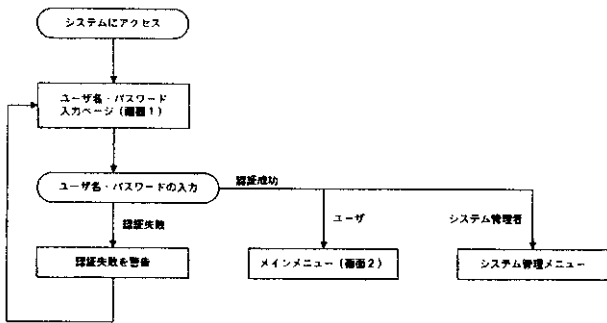 システムにアクセス
ユーザ名・パスワード
入力ページ(画面1)
ユーザ名・パスワードの入力
認証成功
認証失敗
ユーザ
システム管理者
認証失敗を警告
メインメニュー(画面2)
システム管理メニュー